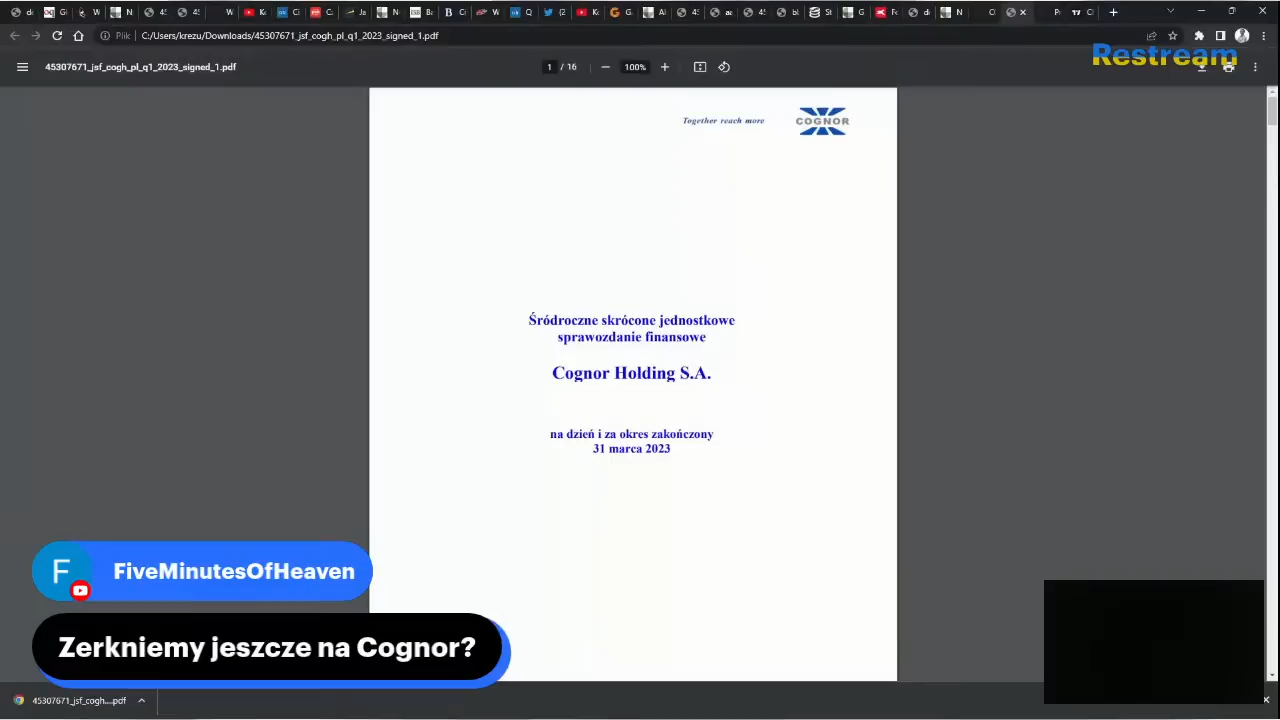 Plik
C:/Users/krezu/Downloads/45307671_jsf_cogh_pl_q1_2023_signed_1.pdf
Restream
45307671_jsf_cogh_pl_q1_2023_signed_1.pdf
1 / 16
100%
Together reach more
COGNOR
Śródroczne skrócone jednostkowe
sprawozdanie finansowe
Cognor Holding S.A.
na dzień i za okres zakończony
31 marca 2023
F
FiveMinutesOfHeaven
Zerkniemy jeszcze na Cognor?
45307671_jsf_cogh....pdf